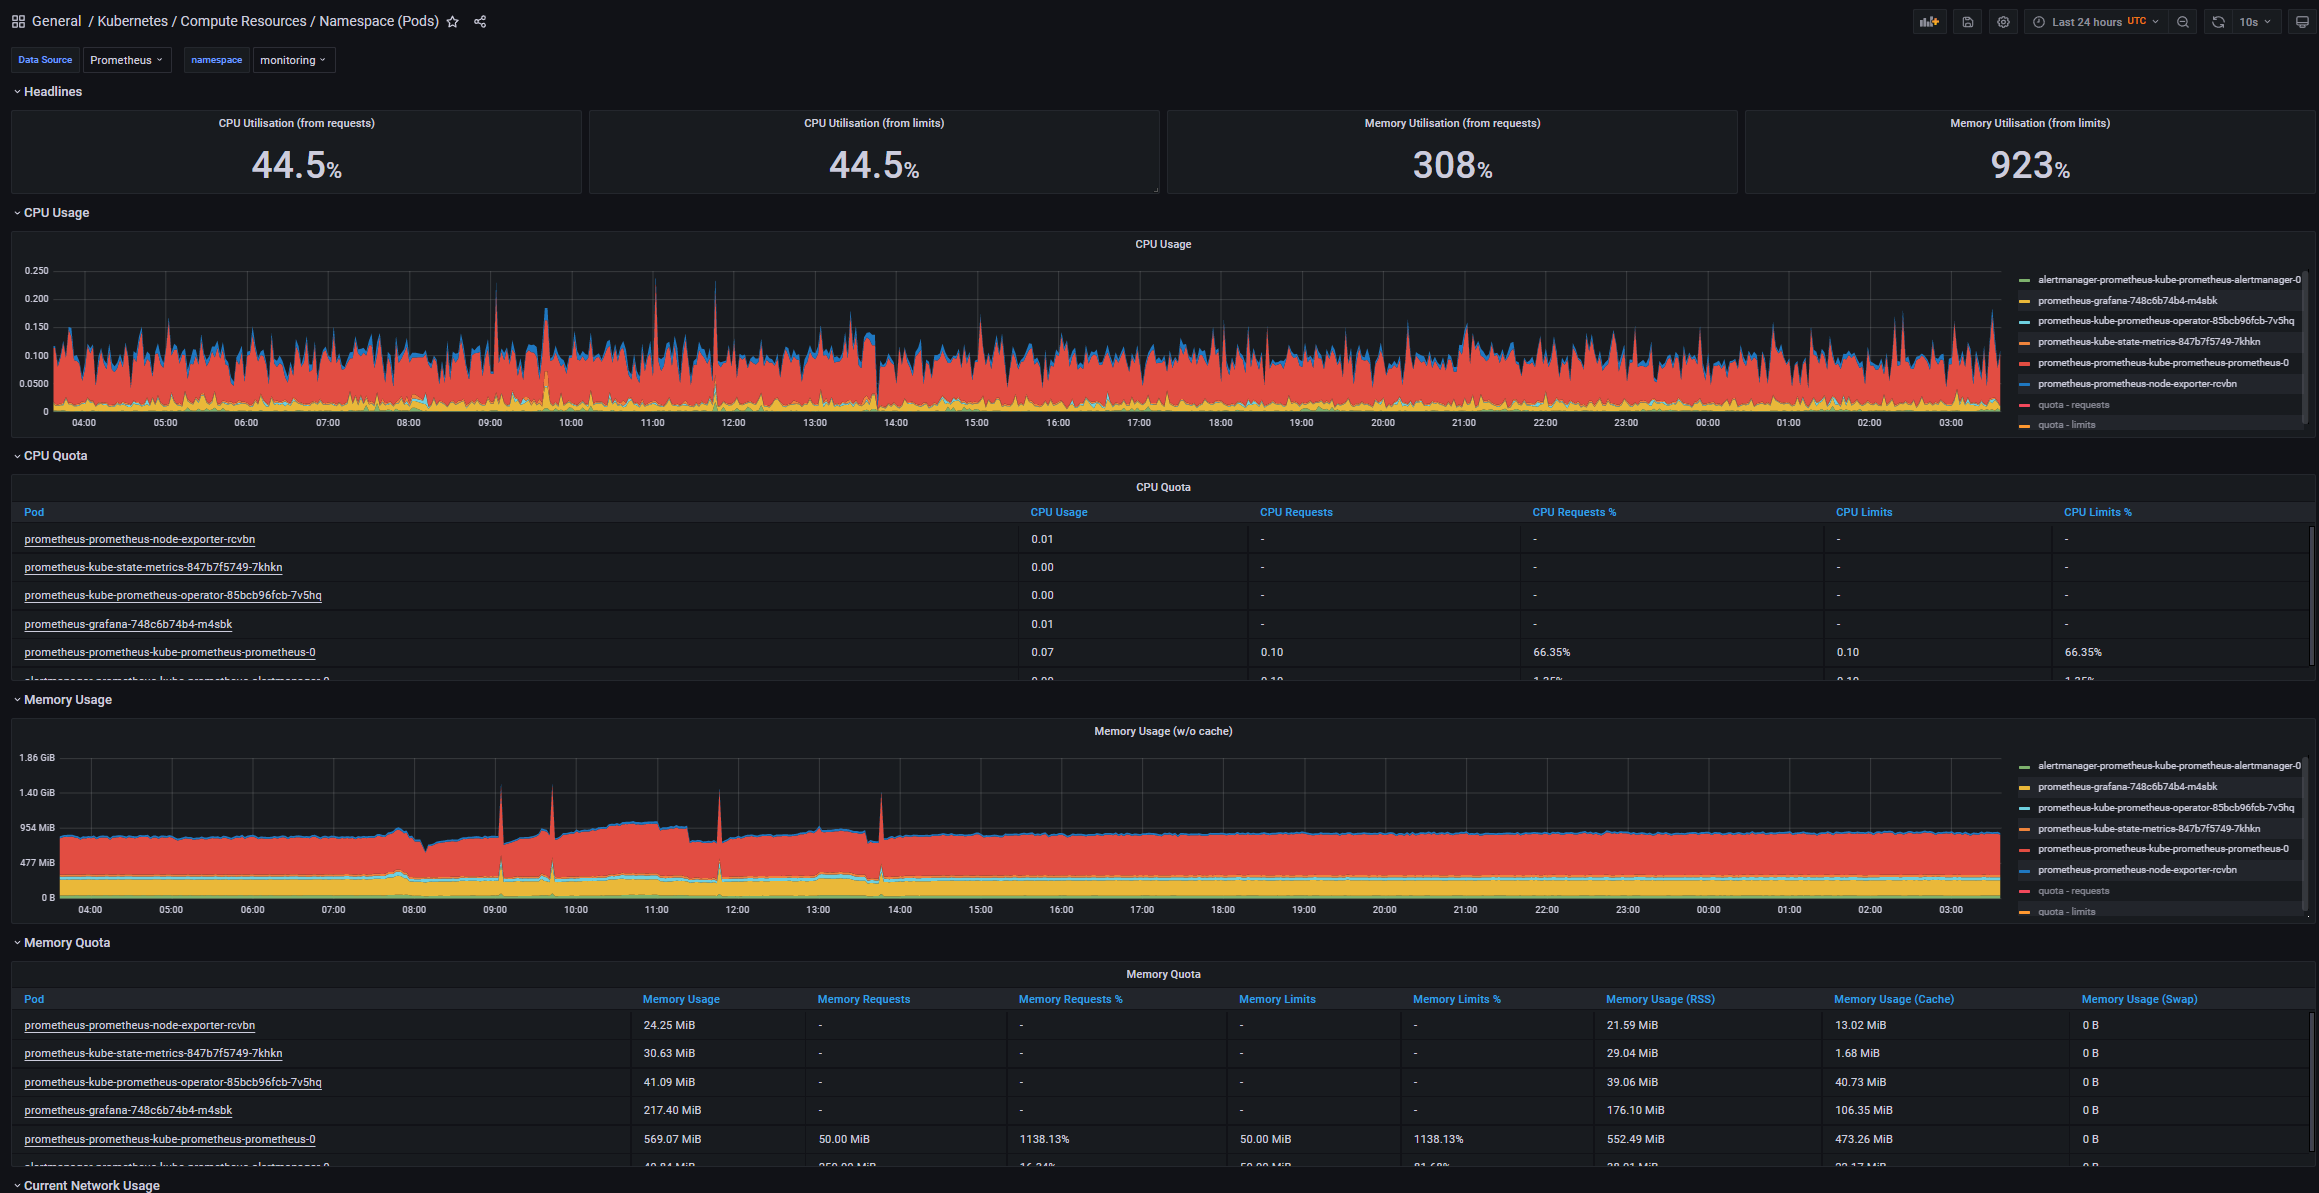 General / Kubernetes / Compute Resources / Namespace (Pods)
Last 24 hours UTC
10s
Data Source Prometheus namespace monitoring
Headlines
CPU Utilisation (from requests) CPU Utilisation (from limits) Memory Utilisation (from requests) Memory Utilisation (from limits)
44.5% 44.5% 308% 923%
CPU Usage
CPU Usage
0.250
0.200
0.150
0.100
0.0500
0
04:00 05:00 06:00 07:00 08:00 09:00 10:00 11:00 12:00 13:00 14:00 15:00 16:00 17:00 18:00 19:00 20:00 21:00 22:00 23:00 00:00 01:00 02:00 03:00
alertmanager-prometheus-kube-prometheus-alertmanager-0
prometheus-grafana-748c6b74b4-m4sbk
prometheus-kube-prometheus-operator-85bcb96fcb-7v5hq
prometheus-kube-state-metrics-847b7f5749-7khkn
prometheus-prometheus-kube-prometheus-prometheus-0
prometheus-prometheus-node-exporter-rcvbn
quota - requests
quota - limits
CPU Quota
CPU Quota
Pod CPU Usage CPU Requests CPU Requests % CPU Limits CPU Limits %
prometheus-prometheus-node-exporter-rcvbn 0.01 - - - -
prometheus-kube-state-metrics-847b7f5749-7khkn 0.00 - - - -
prometheus-kube-prometheus-operator-85bcb96fcb-7v5hq 0.00 - - - -
prometheus-grafana-748c6b74b4-m4sbk 0.01 - - - -
prometheus-prometheus-kube-prometheus-prometheus-0 0.07 0.10 66.35% 0.10 66.35%
Memory Usage
Memory Usage (w/o cache)
1.86 GiB
1.40 GiB
954 MiB
477 MiB
0 B
04:00 05:00 06:00 07:00 08:00 09:00 10:00 11:00 12:00 13:00 14:00 15:00 16:00 17:00 18:00 19:00 20:00 21:00 22:00 23:00 00:00 01:00 02:00 03:00
alertmanager-prometheus-kube-prometheus-alertmanager-0
prometheus-grafana-748c6b74b4-m4sbk
prometheus-kube-prometheus-operator-85bcb96fcb-7v5hq
prometheus-kube-state-metrics-847b7f5749-7khkn
prometheus-prometheus-kube-prometheus-prometheus-0
prometheus-prometheus-node-exporter-rcvbn
quota - requests
quota - limits
Memory Quota
Memory Quota
Pod Memory Usage Memory Requests Memory Requests % Memory Limits Memory Limits % Memory Usage (RSS) Memory Usage (Cache) Memory Usage (Swap)
prometheus-prometheus-node-exporter-rcvbn 24.25 MiB - - - - 21.59 MiB 13.02 MiB 0 B
prometheus-kube-state-metrics-847b7f5749-7khkn 30.63 MiB - - - - 29.04 MiB 1.68 MiB 0 B
prometheus-kube-prometheus-operator-85bcb96fcb-7v5hq 41.09 MiB - - - - 39.06 MiB 40.73 MiB 0 B
prometheus-grafana-748c6b74b4-m4sbk 217.40 MiB - - - - 176.10 MiB 106.35 MiB 0 B
prometheus-prometheus-kube-prometheus-prometheus-0 569.07 MiB 50.00 MiB 1138.13% 50.00 MiB 1138.13% 552.49 MiB 473.26 MiB 0 B
Current Network Usage